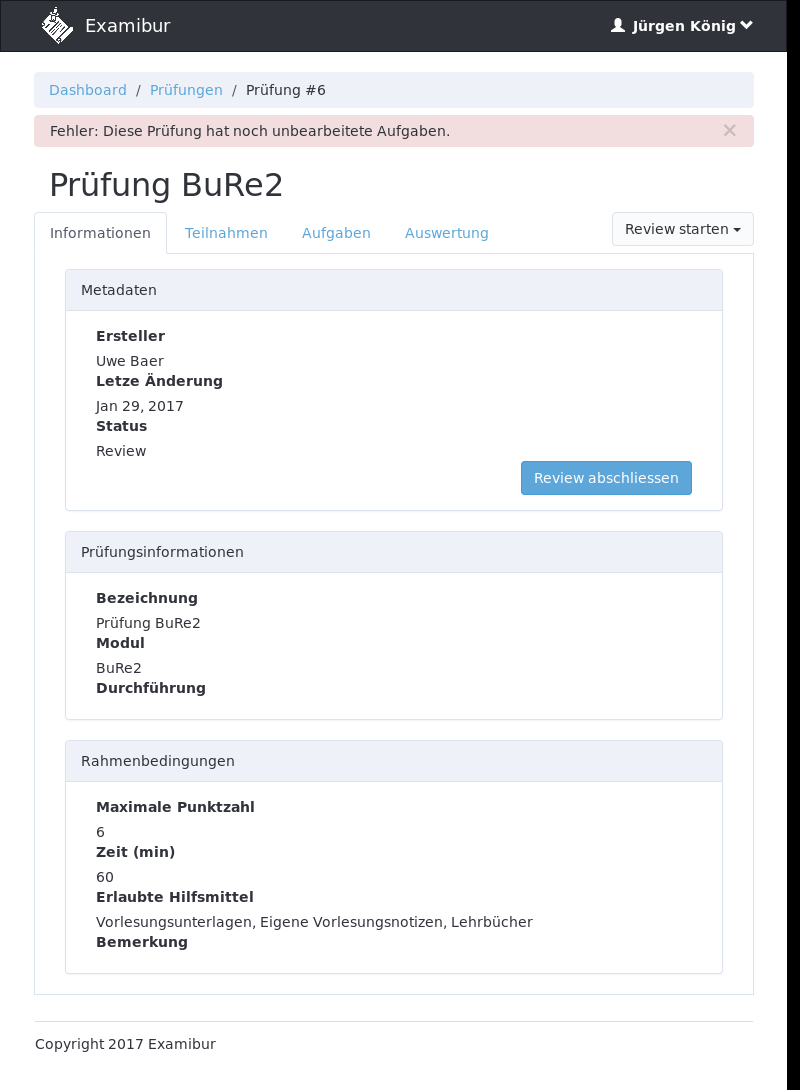 Examibur
Jürgen König
Dashboard / Prüfungen / Prüfung #6
Fehler: Diese Prüfung hat noch unbearbeitete Aufgaben. ×
Prüfung BuRe2
Informationen Teilnahmen Aufgaben Auswertung Review starten
Metadaten
Ersteller
Uwe Baer
Letze Änderung
Jan 29, 2017
Status
Review
Review abschliessen
Prüfungsinformationen
Bezeichnung
Prüfung BuRe2
Modul
BuRe2
Durchführung
Rahmenbedingungen
Maximale Punktzahl
6
Zeit (min)
60
Erlaubte Hilfsmittel
Vorlesungsunterlagen, Eigene Vorlesungsnotizen, Lehrbücher
Bemerkung
Copyright 2017 Examibur